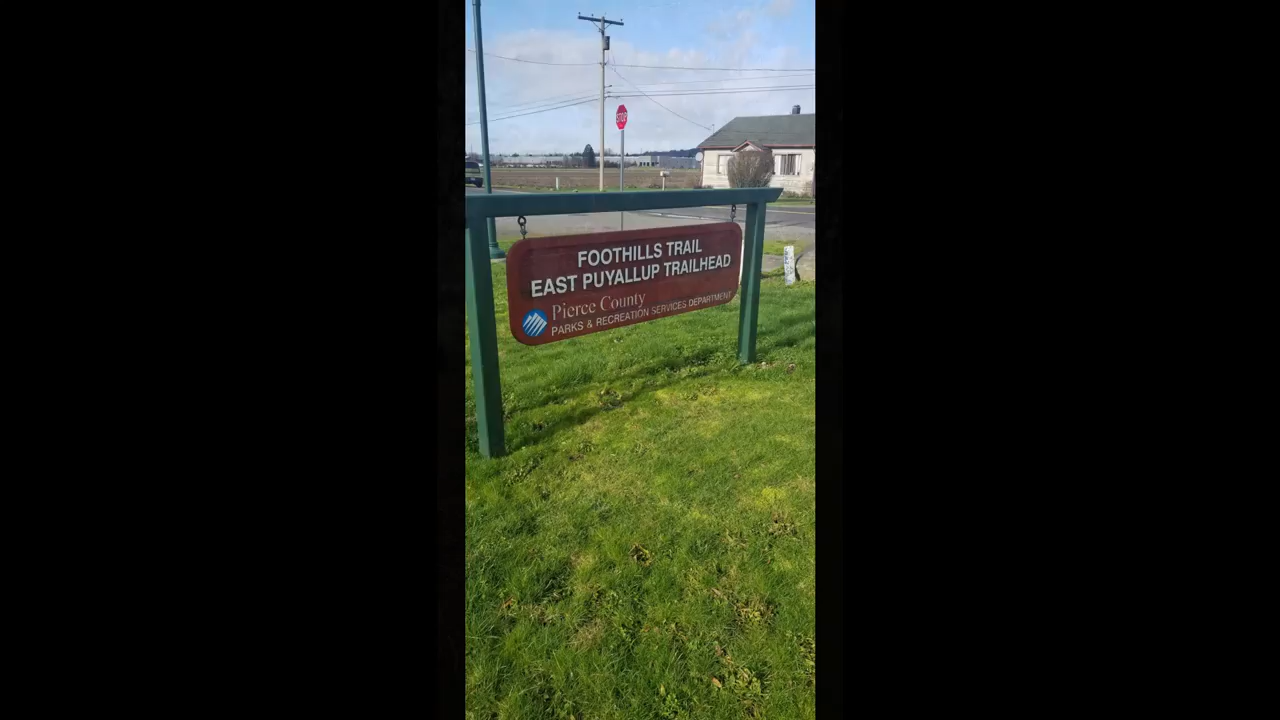 STOP
FOOTHILLS TRAIL
EAST PUYALLUP TRAILHEAD
Pierce County
PARKS & RECREATION SERVICES DEPARTMENT